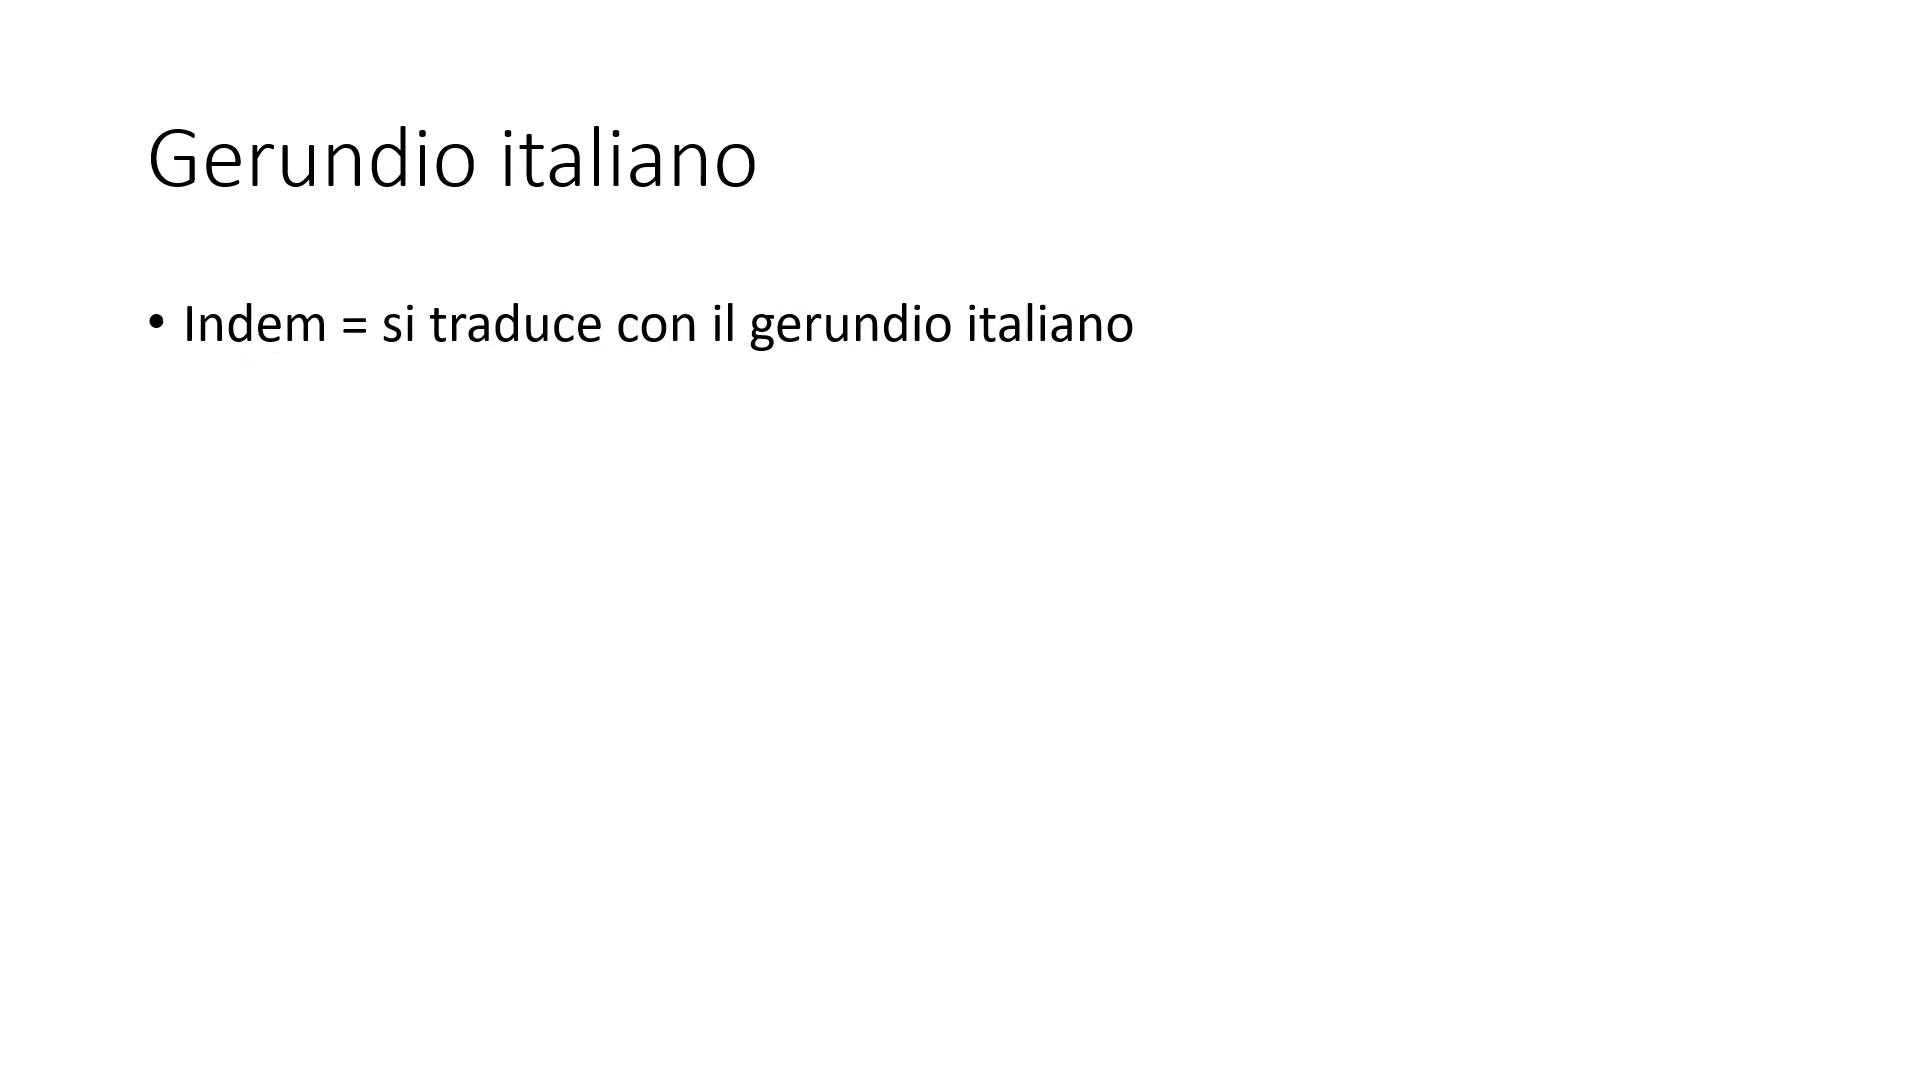 Gerundio italiano
• Indem = si traduce con il gerundio italiano